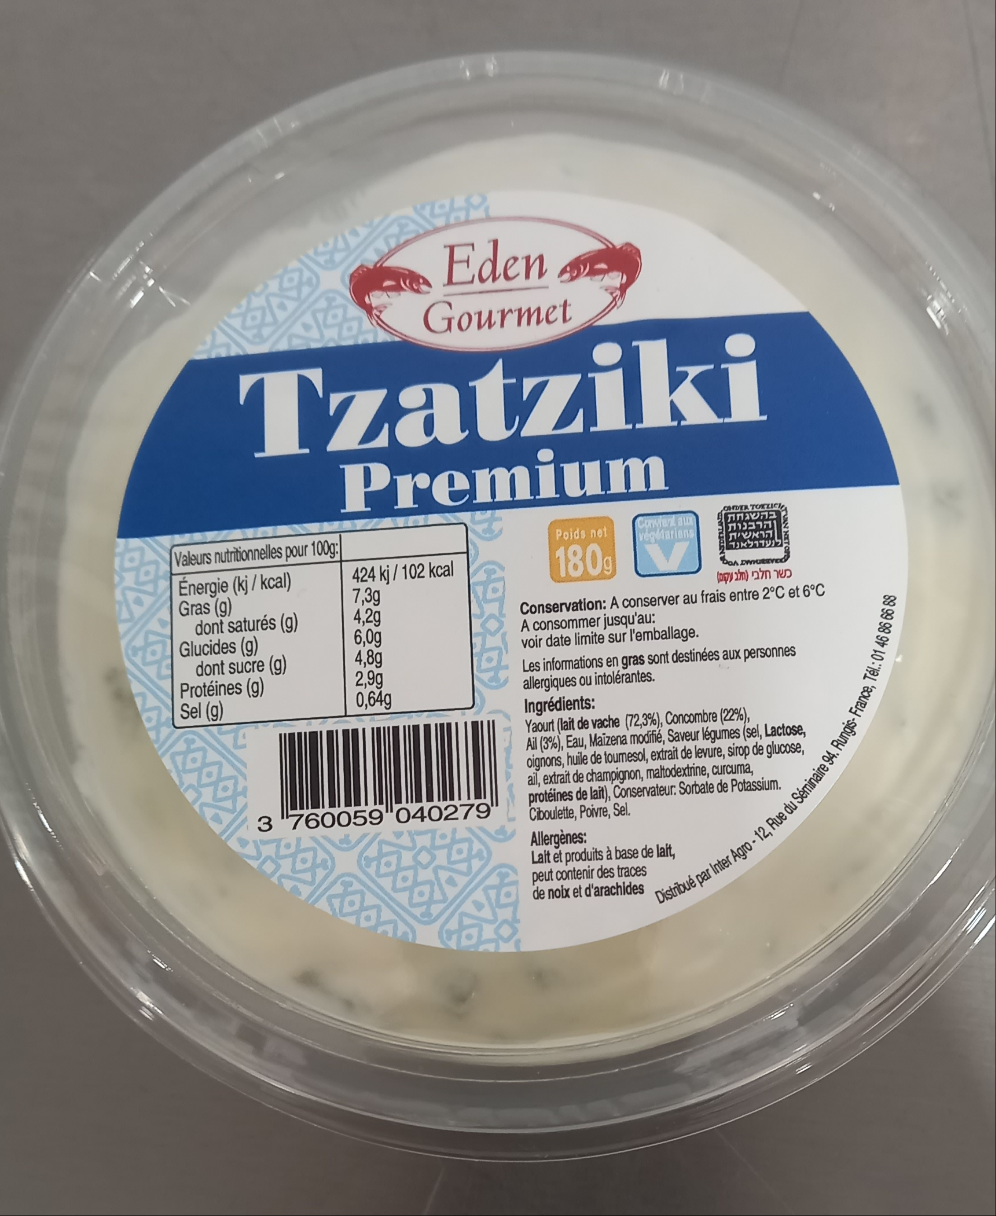 Eden
Gourmet
Tzatziki
Premium
Valeurs nutritionnelles pour 100g:
Énergie (kj / kcal) 424 kj / 102 kcal
Gras (g) 7,3g
dont saturés (g) 4,2g
Glucides (g) 6,0g
dont sucre (g) 4,8g
Protéines (g) 2,9g
Sel (g) 0,64g
3 760059 040279
Poids net
180g
Convient aux
végétariens
V
בהשגחת
הרבנות
הראשית
כשר חלבי (חלב עקום)
Conservation: A conserver au frais entre 2°C et 6°C
A consommer jusqu'au:
voir date limite sur l'emballage.
Les informations en gras sont destinées aux personnes
allergiques ou intolérantes.
Ingrédients:
Yaourt (lait de vache (72,3%), Concombre (22%),
Ail (3%), Eau, Maïzena modifié, Saveur légumes (sel, Lactose,
oignons, huile de tournesol, extrait de levure, sirop de glucose,
ail, extrait de champignon, maltodextrine, curcuma,
protéines de lait), Conservateur: Sorbate de Potassium.
Ciboulette, Poivre, Sel.
Allergènes:
Lait et produits à base de lait,
peut contenir des traces
de noix et d'arachides
Distribué par Inter Agro - 12, Rue du Séminaire 94, Rungis- France, Tél.: 01 46 86 66 88